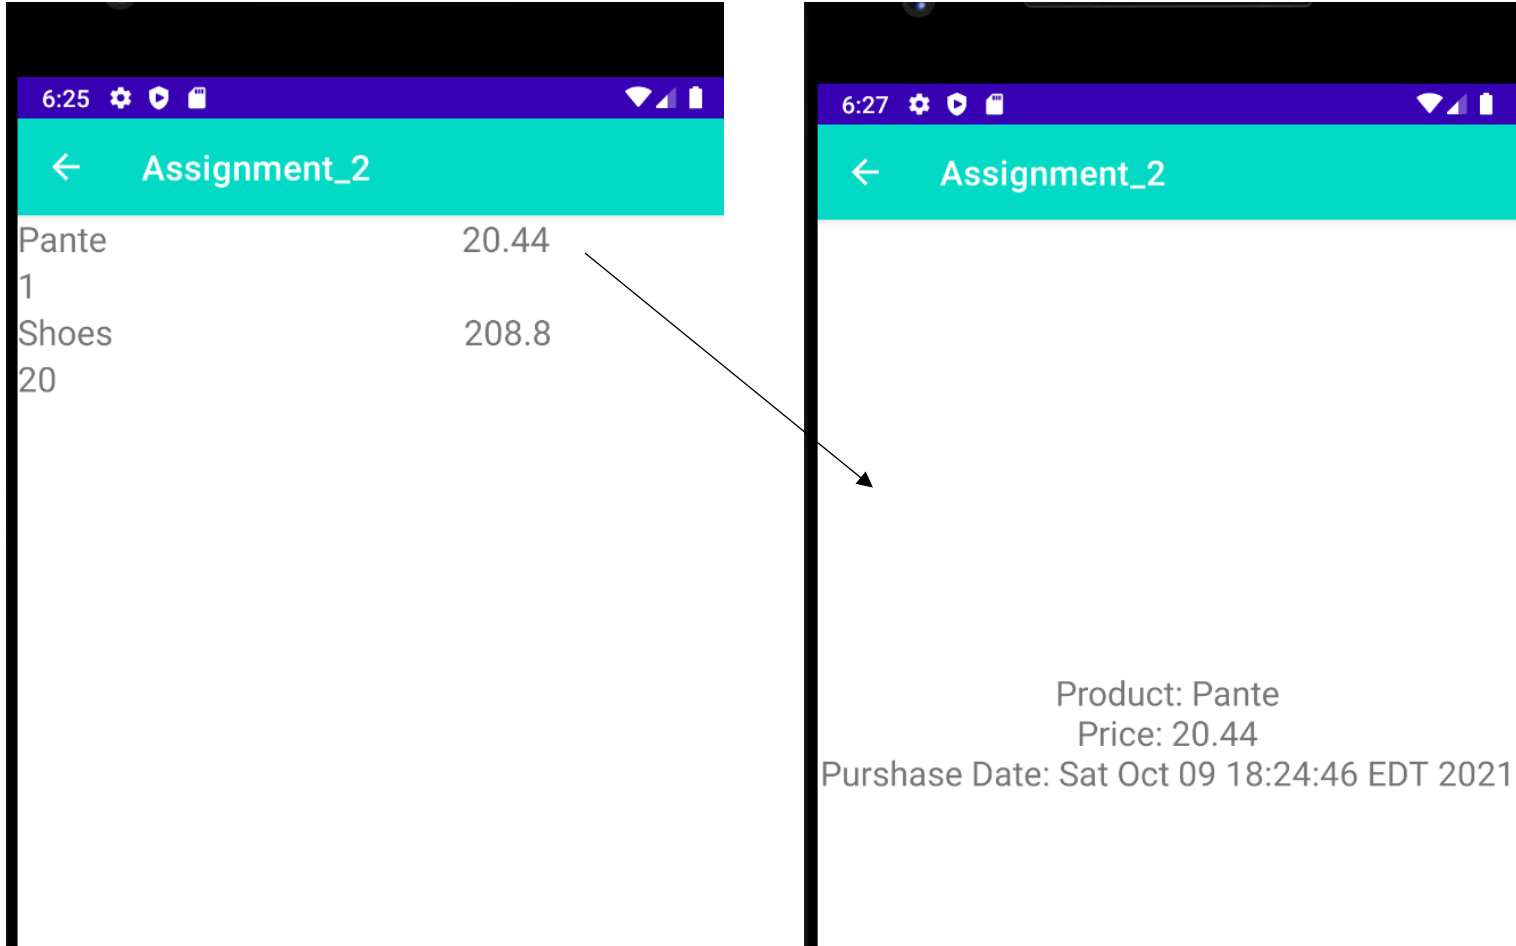 6:25
Assignment_2
Pante 20.44
1
Shoes 208.8
20
6:27
Assignment_2
Product: Pante
Price: 20.44
Purshase Date: Sat Oct 09 18:24:46 EDT 2021